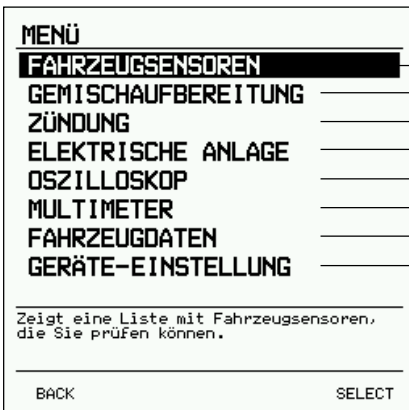 MENÜ
FAHRZEUGSENSOREN
GEMISCHAUFBEREITUNG
ZÜNDUNG
ELEKTRISCHE ANLAGE
OSZILLOSKOP
MULTIMETER
FAHRZEUGDATEN
GERÄTE-EINSTELLUNG
Zeigt eine Liste mit Fahrzeugsensoren,
die Sie prüfen können.
BACK SELECT